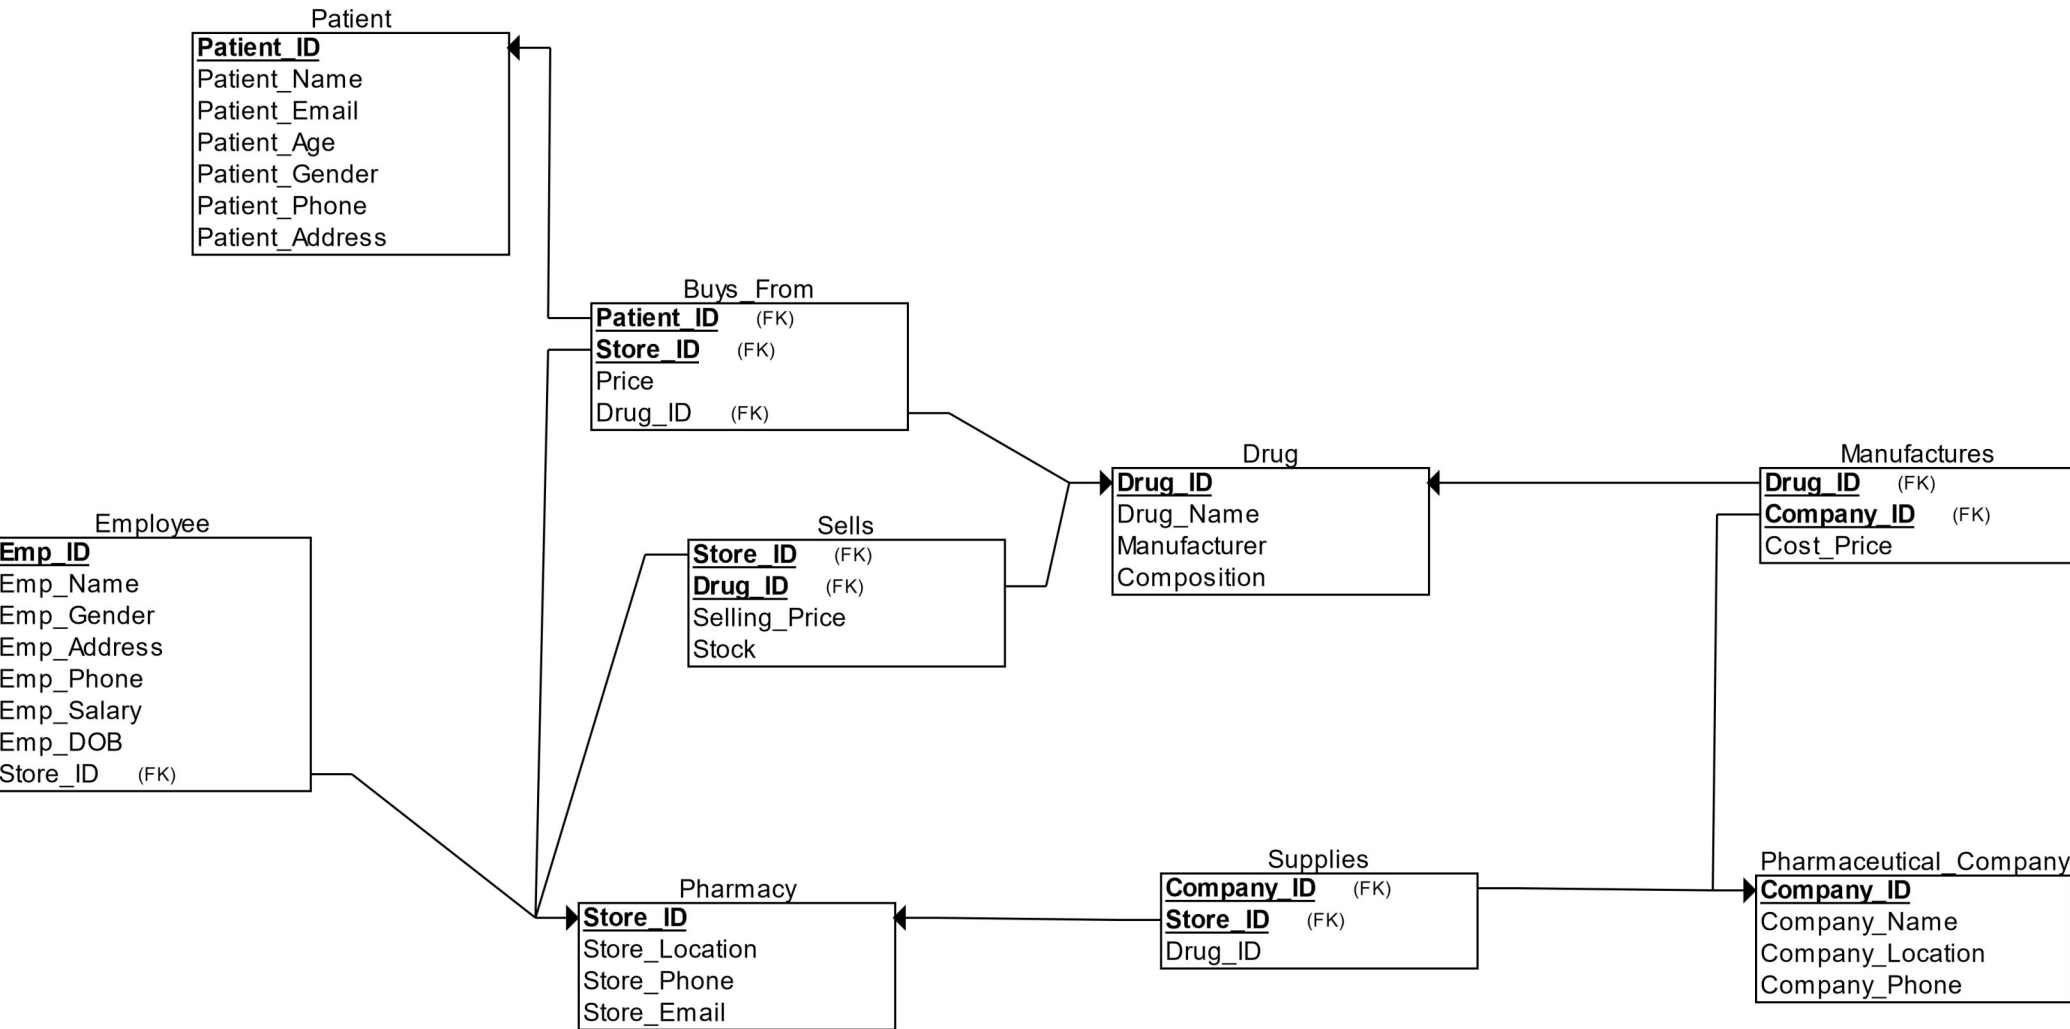 Patient
Patient_ID
Patient_Name
Patient_Email
Patient_Age
Patient_Gender
Patient_Phone
Patient_Address
Buys_From
Patient_ID (FK)
Store_ID (FK)
Price
Drug_ID (FK)
Drug
Drug_ID
Drug_Name
Manufacturer
Composition
Manufactures
Drug_ID (FK)
Company_ID (FK)
Cost_Price
Employee
Emp_ID
Emp_Name
Emp_Gender
Emp_Address
Emp_Phone
Emp_Salary
Emp_DOB
Store_ID (FK)
Sells
Store_ID (FK)
Drug_ID (FK)
Selling_Price
Stock
Pharmacy
Store_ID
Store_Location
Store_Phone
Store_Email
Supplies
Company_ID (FK)
Store_ID (FK)
Drug_ID
Pharmaceutical_Company
Company_ID
Company_Name
Company_Location
Company_Phone